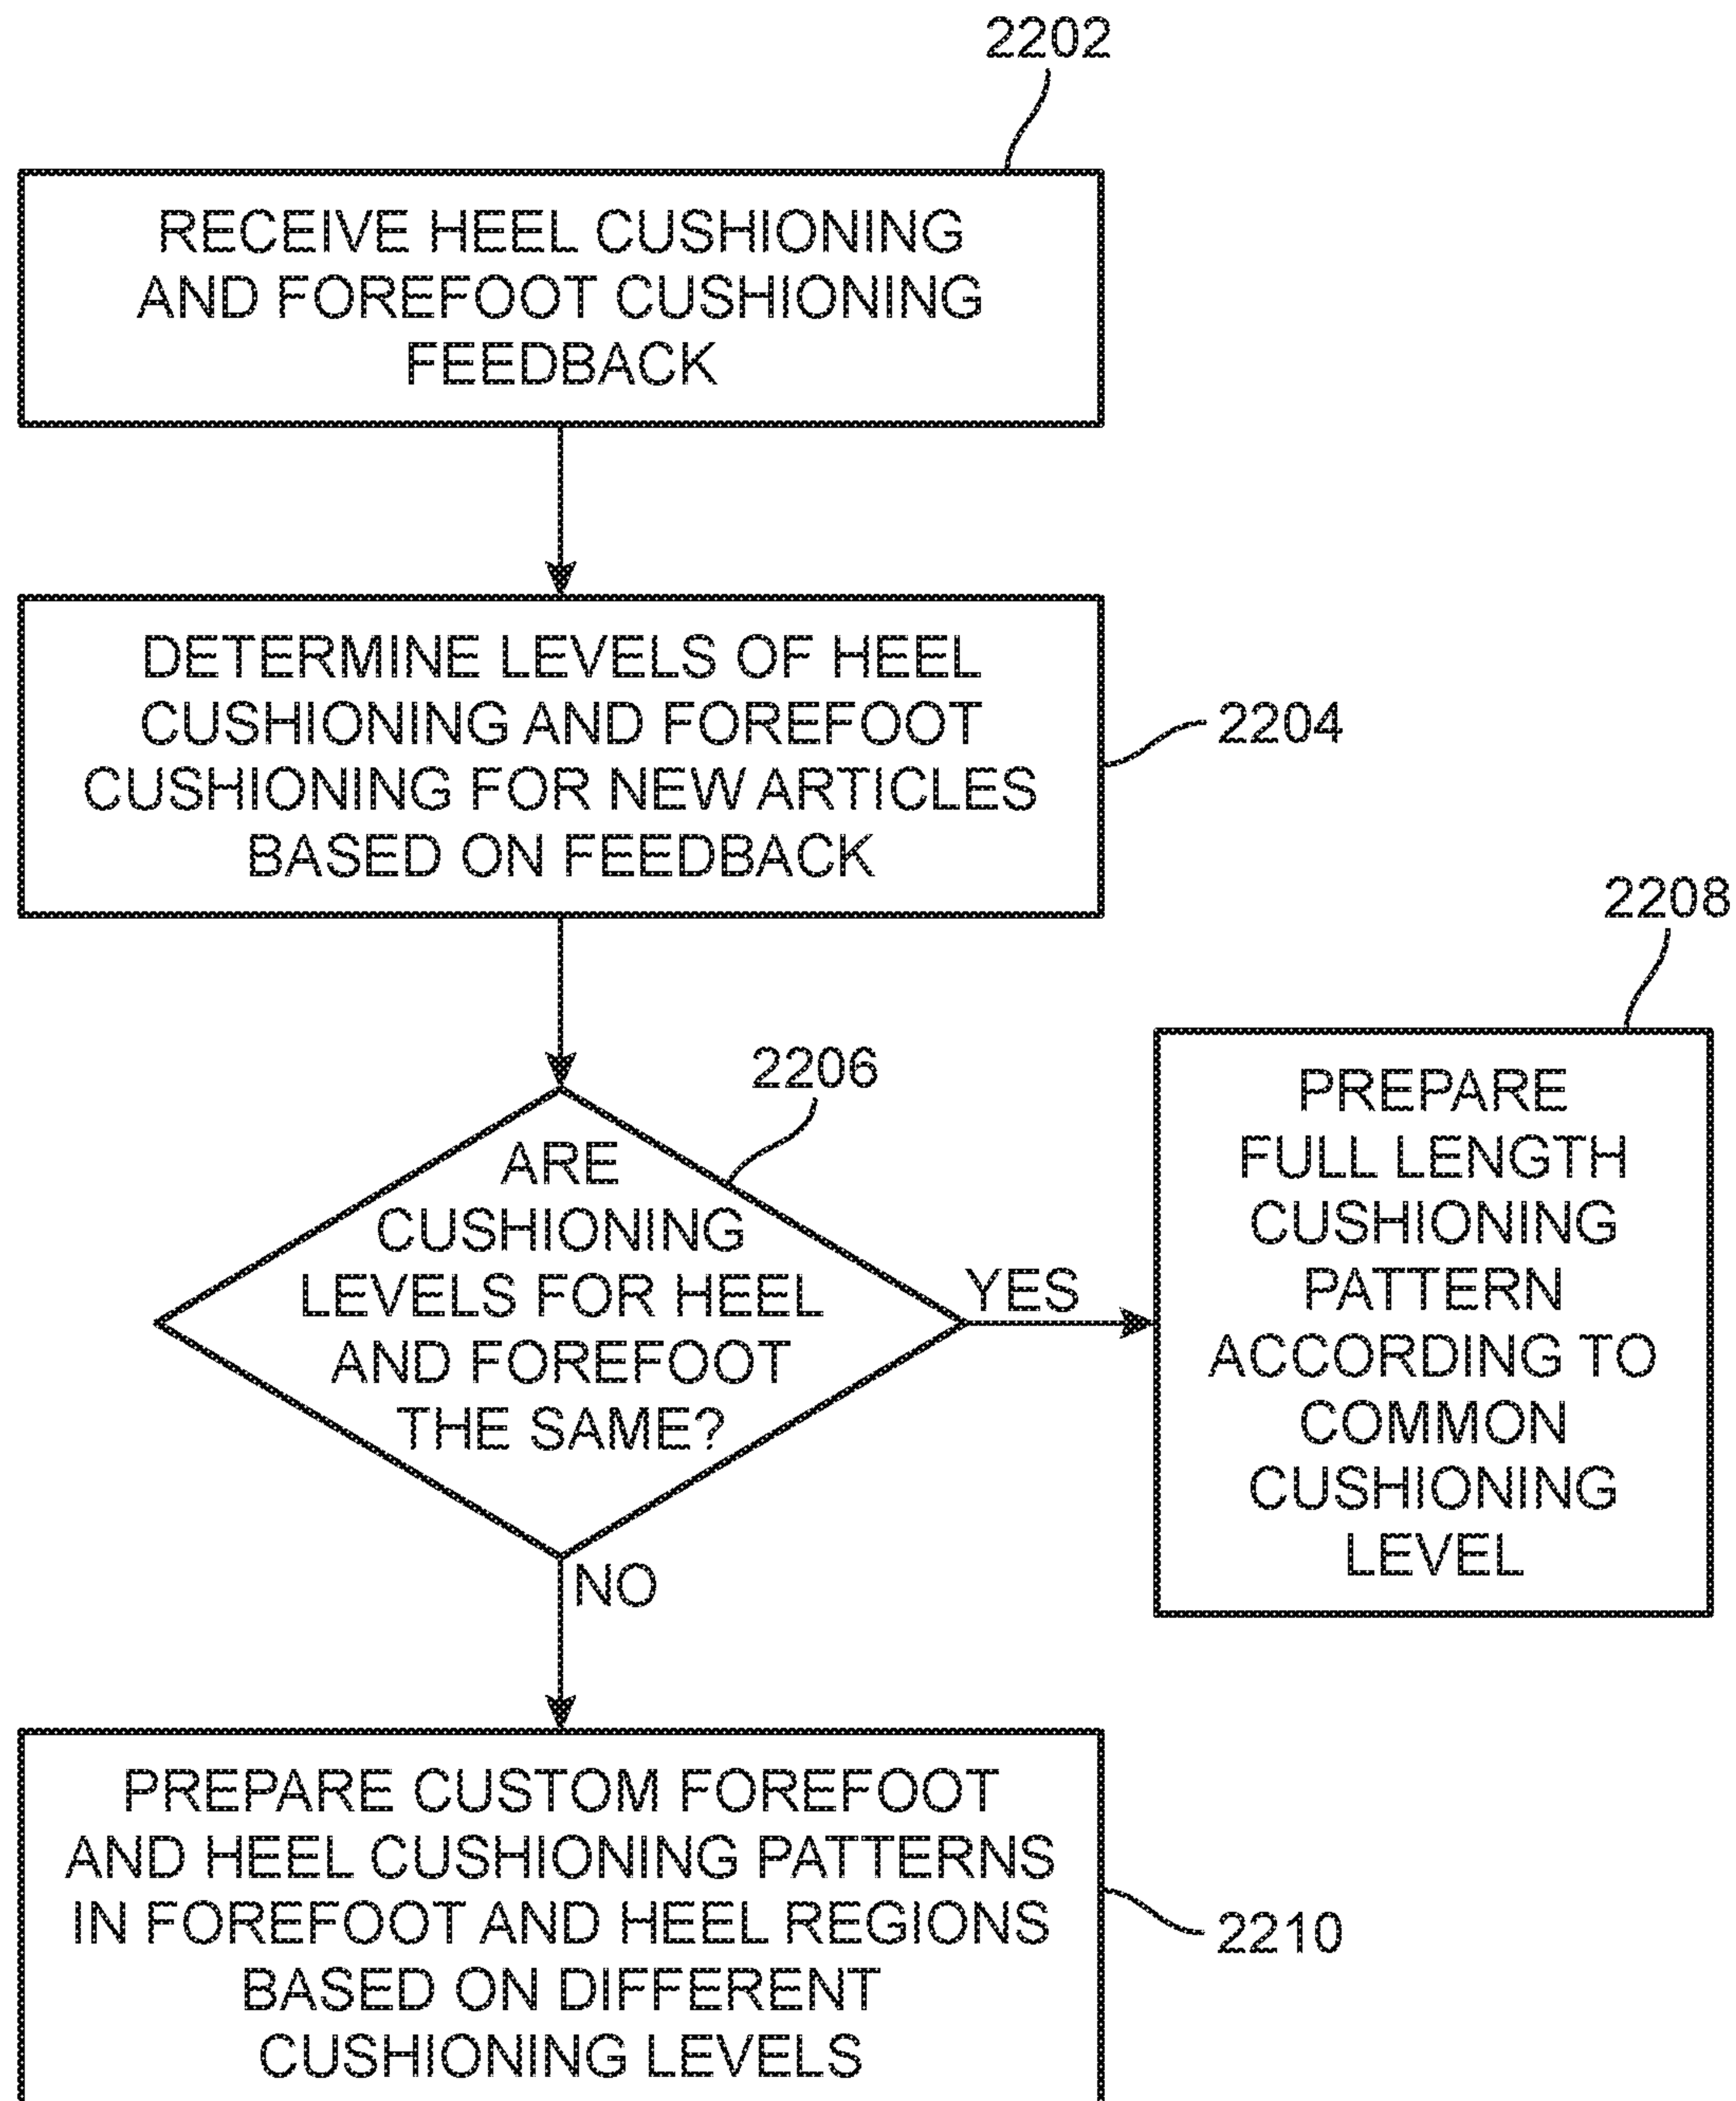 2202
RECEIVE HEEL CUSHIONING
AND FOREFOOT CUSHIONING
FEEDBACK
DETERMINE LEVELS OF HEEL
CUSHIONING AND FOREFOOT
CUSHIONING FOR NEW ARTICLES
BASED ON FEEDBACK
2204
2206
ARE
CUSHIONING
LEVELS FOR HEEL
AND FOREFOOT
THE SAME?
YES
2208
PREPARE
FULL LENGTH
CUSHIONING
PATTERN
ACCORDING TO
COMMON
CUSHIONING
LEVEL
NO
PREPARE CUSTOM FOREFOOT
AND HEEL CUSHIONING PATTERNS
IN FOREFOOT AND HEEL REGIONS
BASED ON DIFFERENT
CUSHIONING LEVELS
2210